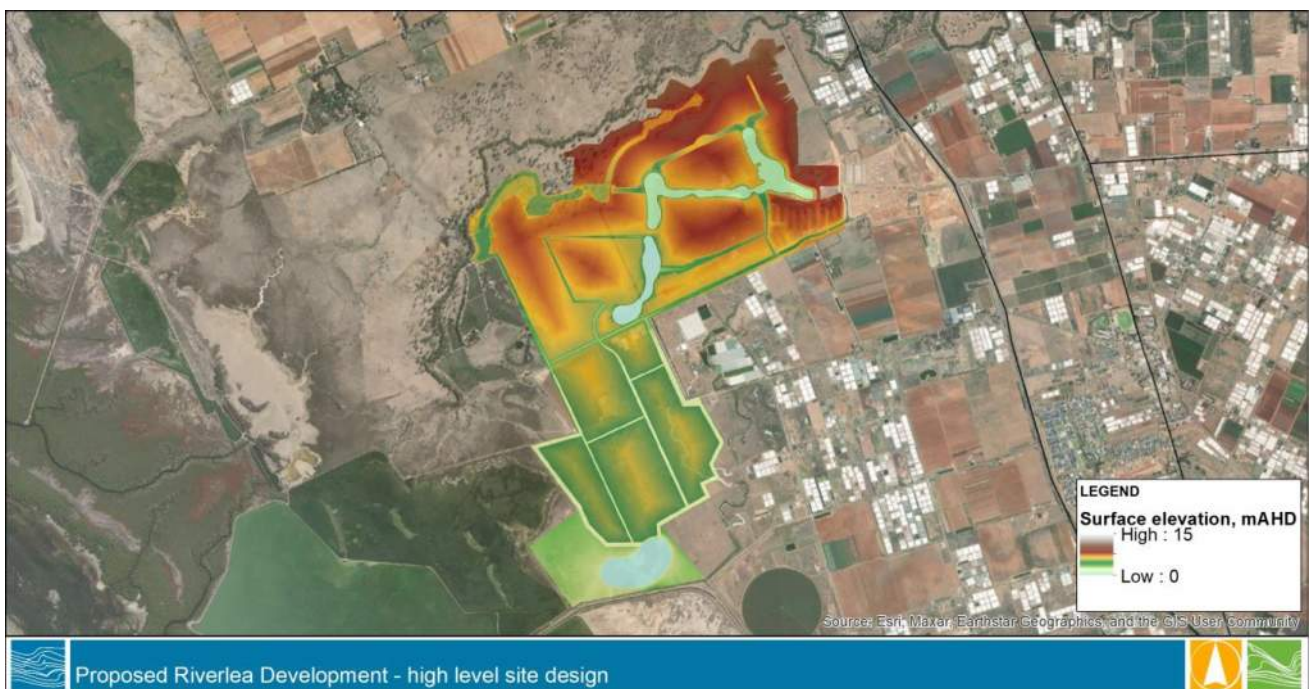 LEGEND
Surface elevation, mAHD
High : 15
Low : 0
Source: Esri, Maxar, Earthstar Geographics, and the GIS User Community
Proposed Riverlea Development - high level site design